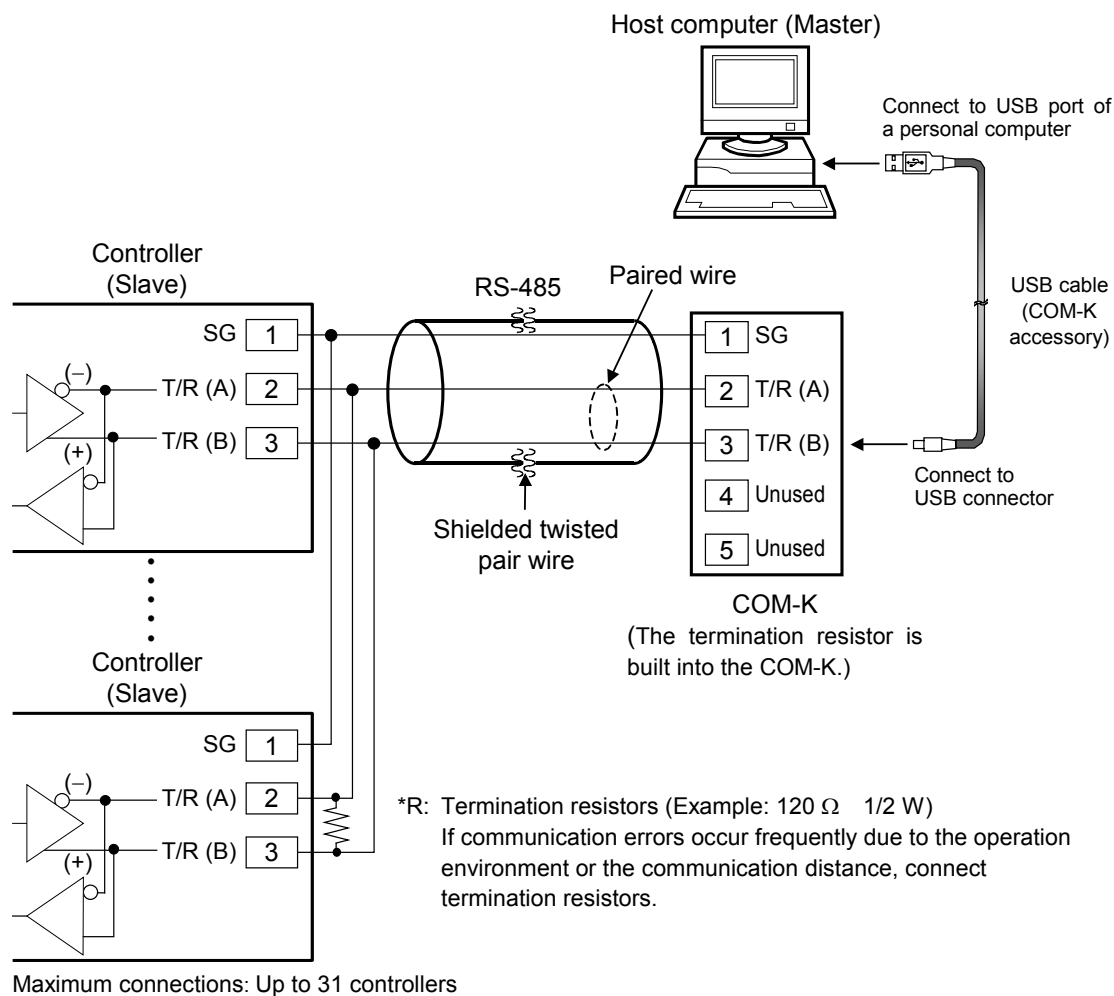 Host computer (Master)
Connect to USB port of
a personal computer
Controller
(Slave)
RS-485
Paired wire
USB cable
(COM-K
accessory)
SG 1
(−)
T/R (A) 2
T/R (B) 3
(+)
1 SG
2 T/R (A)
3 T/R (B)
4 Unused
5 Unused
Connect to
USB connector
Shielded twisted
pair wire
COM-K
(The termination resistor is
built into the COM-K.)
Controller
(Slave)
SG 1
(−)
T/R (A) 2
T/R (B) 3
(+)
*R: Termination resistors (Example: 120 Ω 1/2 W)
If communication errors occur frequently due to the operation
environment or the communication distance, connect
termination resistors.
Maximum connections: Up to 31 controllers